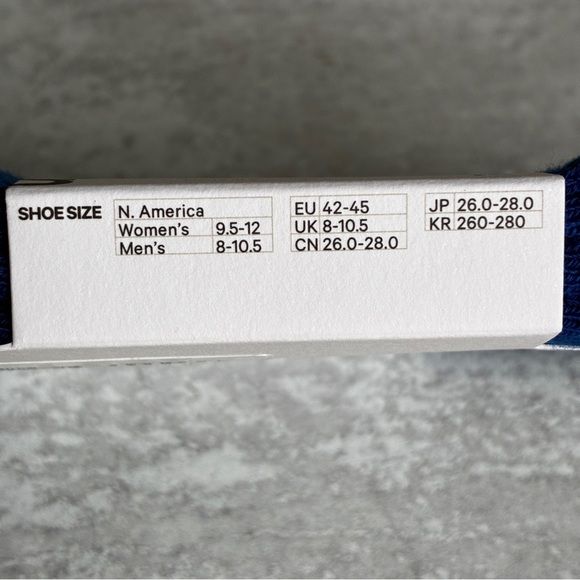 SHOE SIZE
N. America
Women's 9.5-12
Men's 8-10.5
EU 42-45
UK 8-10.5
CN 26.0-28.0
JP 26.0-28.0
KR 260-280